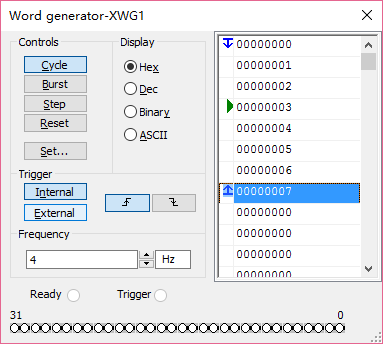 Word generator-XWG1
Controls
Cycle
Burst
Step
Reset
Set...
Display
Hex
Dec
Binary
ASCII
Trigger
Internal
External
Frequency
4 Hz
Ready Trigger
31 0
00000000
00000001
00000002
00000003
00000004
00000005
00000006
00000007
00000000
00000000
00000000
00000000